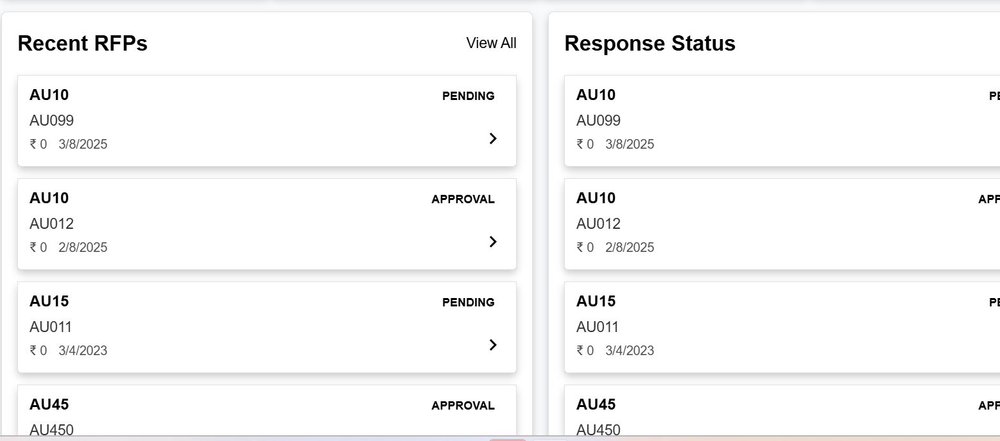 Recent RFPs View All
AU10 PENDING
AU099
₹ 0 3/8/2025
AU10 APPROVAL
AU012
₹ 0 2/8/2025
AU15 PENDING
AU011
₹ 0 3/4/2023
AU45 APPROVAL
AU450
Response Status
AU10 PE
AU099
₹ 0 3/8/2025
AU10 APP
AU012
₹ 0 2/8/2025
AU15 PE
AU011
₹ 0 3/4/2023
AU45 APP
AU450